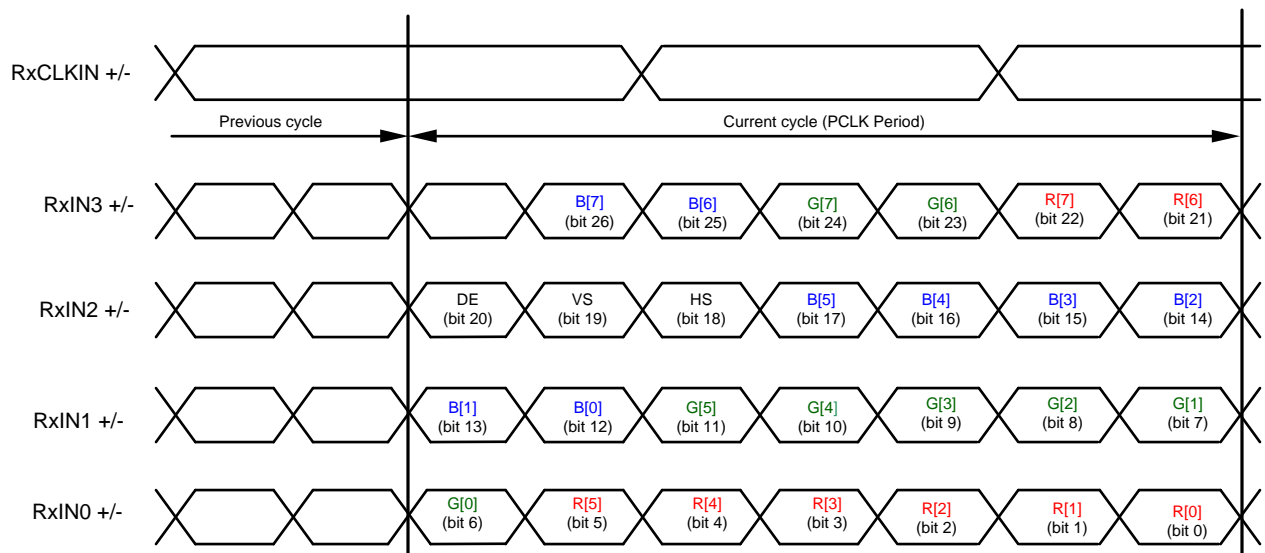 RxCLKIN +/-
Previous cycle
Current cycle (PCLK Period)
RxIN3 +/-
B[7]
(bit 26)
B[6]
(bit 25)
G[7]
(bit 24)
G[6]
(bit 23)
R[7]
(bit 22)
R[6]
(bit 21)
RxIN2 +/-
DE
(bit 20)
VS
(bit 19)
HS
(bit 18)
B[5]
(bit 17)
B[4]
(bit 16)
B[3]
(bit 15)
B[2]
(bit 14)
RxIN1 +/-
B[1]
(bit 13)
B[0]
(bit 12)
G[5]
(bit 11)
G[4]
(bit 10)
G[3]
(bit 9)
G[2]
(bit 8)
G[1]
(bit 7)
RxIN0 +/-
G[0]
(bit 6)
R[5]
(bit 5)
R[4]
(bit 4)
R[3]
(bit 3)
R[2]
(bit 2)
R[1]
(bit 1)
R[0]
(bit 0)